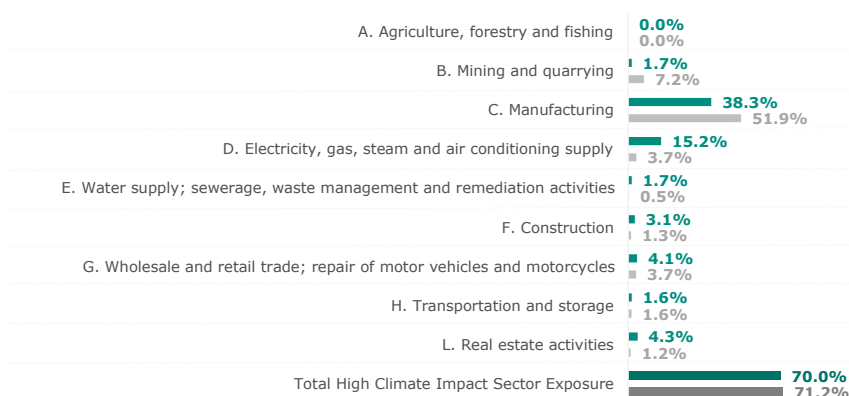 A. Agriculture, forestry and fishing
0.0%
0.0%
B. Mining and quarrying
1.7%
7.2%
C. Manufacturing
38.3%
51.9%
D. Electricity, gas, steam and air conditioning supply
15.2%
3.7%
E. Water supply; sewerage, waste management and remediation activities
1.7%
0.5%
F. Construction
3.1%
1.3%
G. Wholesale and retail trade; repair of motor vehicles and motorcycles
4.1%
3.7%
H. Transportation and storage
1.6%
1.6%
L. Real estate activities
4.3%
1.2%
Total High Climate Impact Sector Exposure
70.0%
71.2%